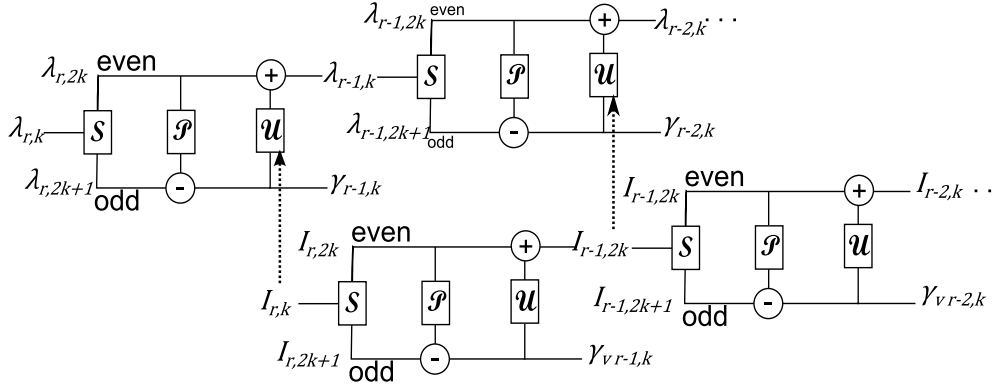 λr-1,2k even
+ λr-2,k . . .
λr,2k even
+ λr-1,k
S P U
λr,k S P U
λr-1,2k+1 odd - γr-2,k
λr,2k+1 odd - γr-1,k
Ir-1,2k even + Ir-2,k . .
Ir,2k even + Ir-1,2k S P U
Ir,k S P U
Ir-1,2k+1 odd - γv r-2,k
Ir,2k+1 odd - γv r-1,k